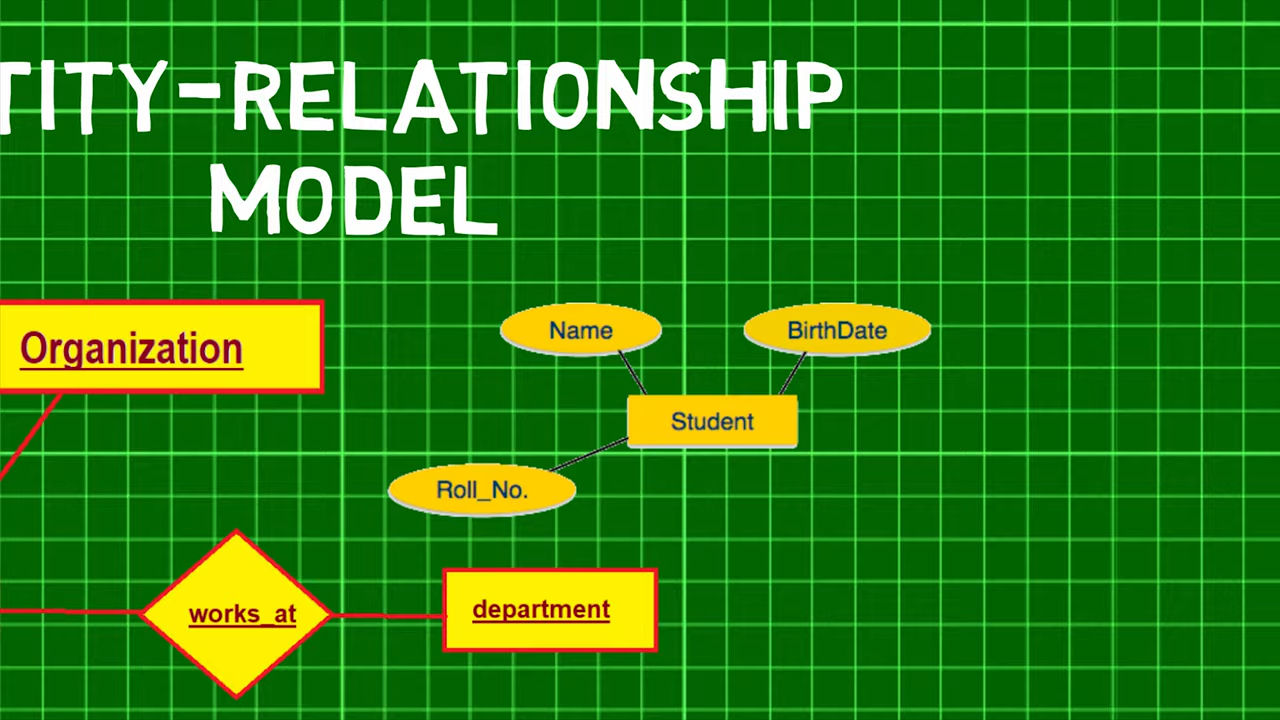 TITY-RELATIONSHIP
MODEL
Organization
Name
BirthDate
Student
Roll_No.
works_at
department